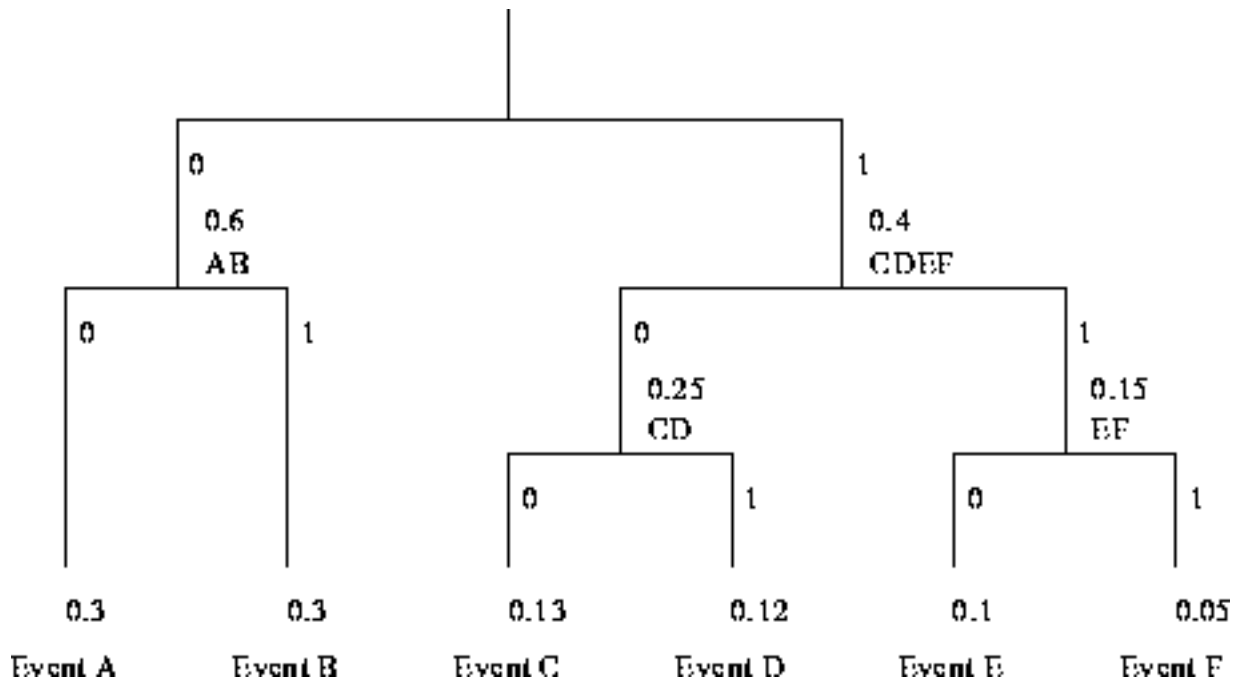 0 1
0.6 0.4
AB CDEF
0 1 0 1
0.25 0.15
CD EF
0 1 0 1
0.3 0.3 0.13 0.12 0.1 0.05
Event A Event B Event C Event D Event E Event F